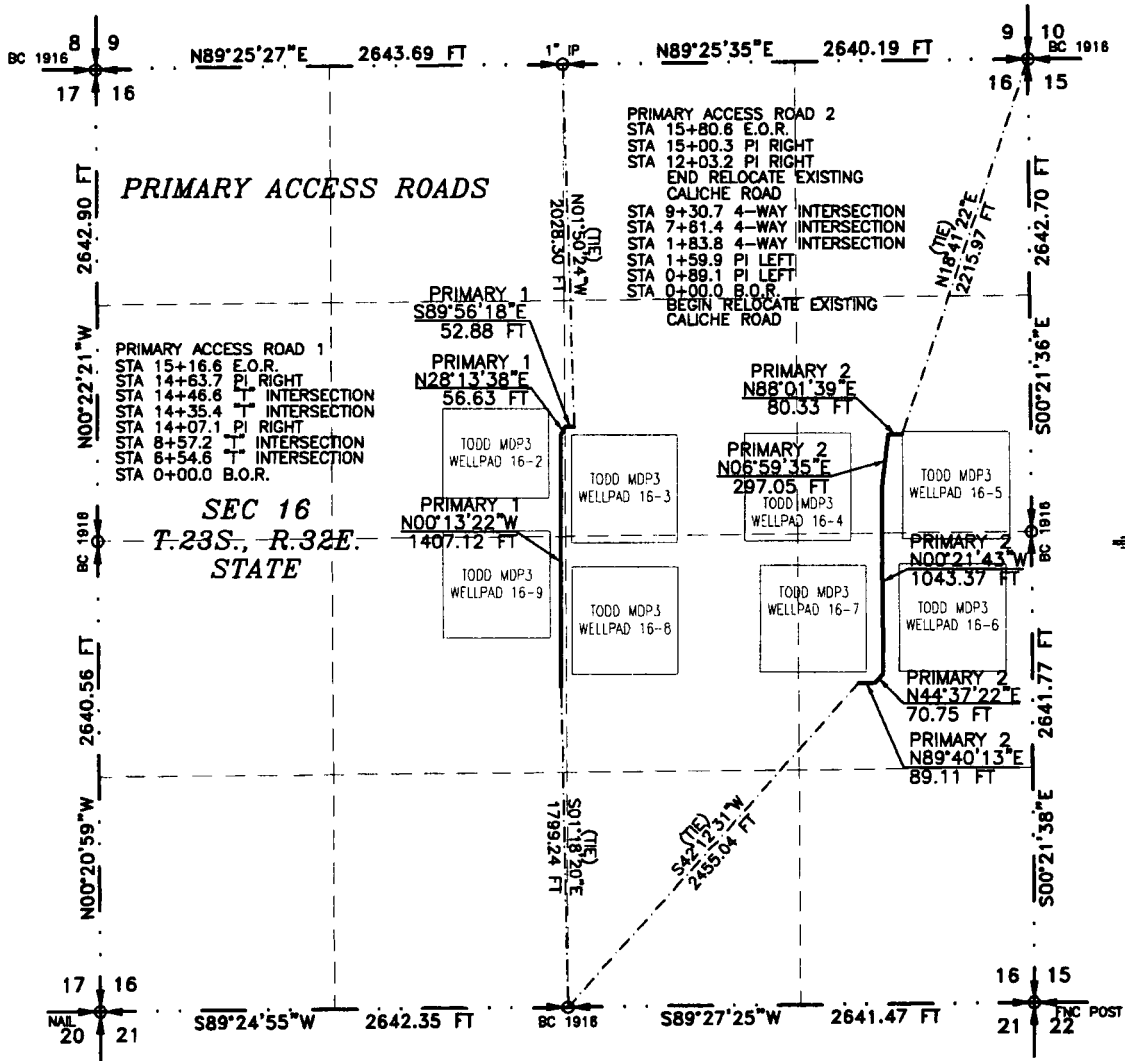 8 9
BC 1916
17 16
N89°25'27"E 2643.69 FT
1" IP
N89°25'35"E 2640.19 FT
9 10
BC 1916
16 15
PRIMARY ACCESS ROADS
PRIMARY ACCESS ROAD 2
STA 15+80.6 E.O.R.
STA 15+00.3 PI RIGHT
STA 12+03.2 PI RIGHT
END RELOCATE EXISTING
CALICHE ROAD
STA 9+30.7 4-WAY INTERSECTION
STA 7+61.4 4-WAY INTERSECTION
STA 1+83.8 4-WAY INTERSECTION
STA 1+59.9 PI LEFT
STA 0+89.1 PI LEFT
STA 0+00.0 B.O.R.
BEGIN RELOCATE EXISTING
CALICHE ROAD
N00°22'21"W 2642.90 FT
(TIE)
N01°50'24"W
2028.30 FT
(TIE)
N18°41'22"E
2215.97 FT
S00°21'36"E 2642.70 FT
PRIMARY 1
S89°56'18"E
52.88 FT
PRIMARY 1
N28°13'38"E
56.63 FT
PRIMARY ACCESS ROAD 1
STA 15+16.6 E.O.R.
STA 14+63.7 PI RIGHT
STA 14+46.6 "T" INTERSECTION
STA 14+35.4 "T" INTERSECTION
STA 14+07.1 PI RIGHT
STA 8+57.2 "T" INTERSECTION
STA 6+54.6 "T" INTERSECTION
STA 0+00.0 B.O.R.
PRIMARY 2
N88°01'39"E
80.33 FT
PRIMARY 2
N06°59'35"E
297.05 FT
TODD MDP3
WELLPAD 16-2
TODD MDP3
WELLPAD 16-3
TODD MDP3
WELLPAD 16-4
TODD MDP3
WELLPAD 16-5
SEC 16
T.23S., R.32E.
STATE
PRIMARY 1
N00°13'22"W
1407.12 FT
BC 1916
BC 1916
PRIMARY 2
N00°21'43"W
1043.37 FT
TODD MDP3
WELLPAD 16-9
TODD MDP3
WELLPAD 16-8
TODD MDP3
WELLPAD 16-7
TODD MDP3
WELLPAD 16-6
PRIMARY 2
N44°37'22"E
70.75 FT
PRIMARY 2
N89°40'13"E
89.11 FT
N00°20'59"W 2640.56 FT
(TIE)
S01°18'20"E
1799.24 FT
(TIE)
S42°12'31"W
2455.04 FT
S00°21'38"E 2641.77 FT
17 16
NAIL
20 21
S89°24'55"W 2642.35 FT
BC 1916
S89°27'25"W 2641.47 FT
16 15
FNC POST
21 22